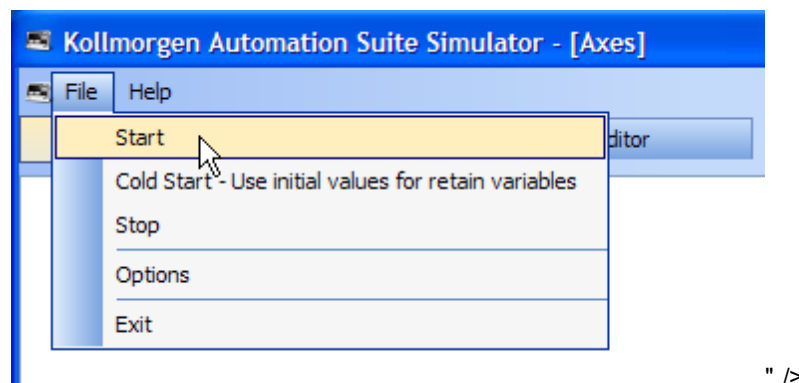 Kollmorgen Automation Suite Simulator - [Axes]
File Help
Start
ditor
Cold Start - Use initial values for retain variables
Stop
Options
Exit
" />